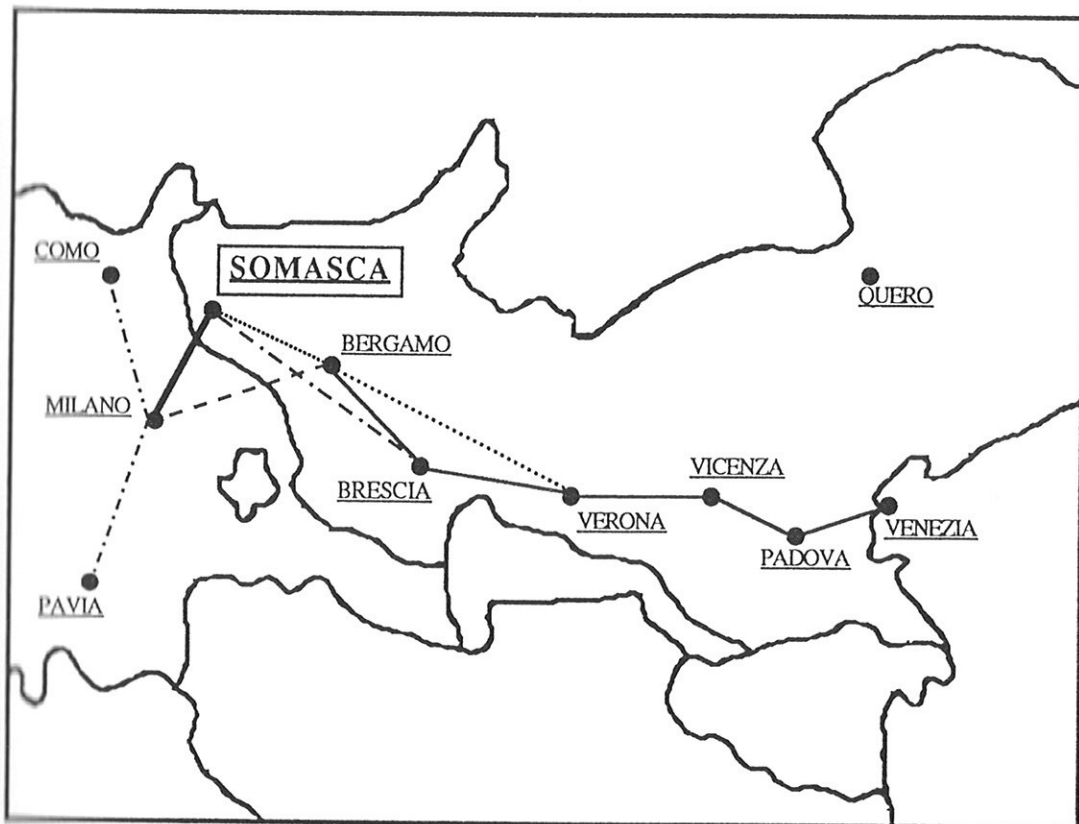 COMO
SOMASCA
QUERO
BERGAMO
MILANO
VICENZA
BRESCIA
VERONA
VENEZIA
PADOVA
PAVIA